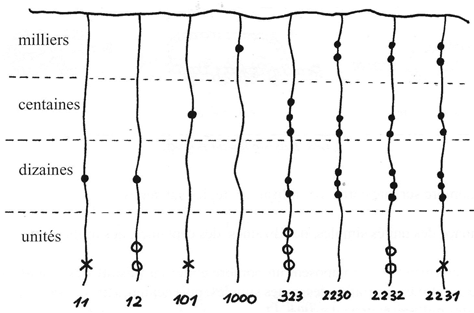 milliers
centaines
dizaines
unités
11 12 101 1000 323 2230 2232 2231